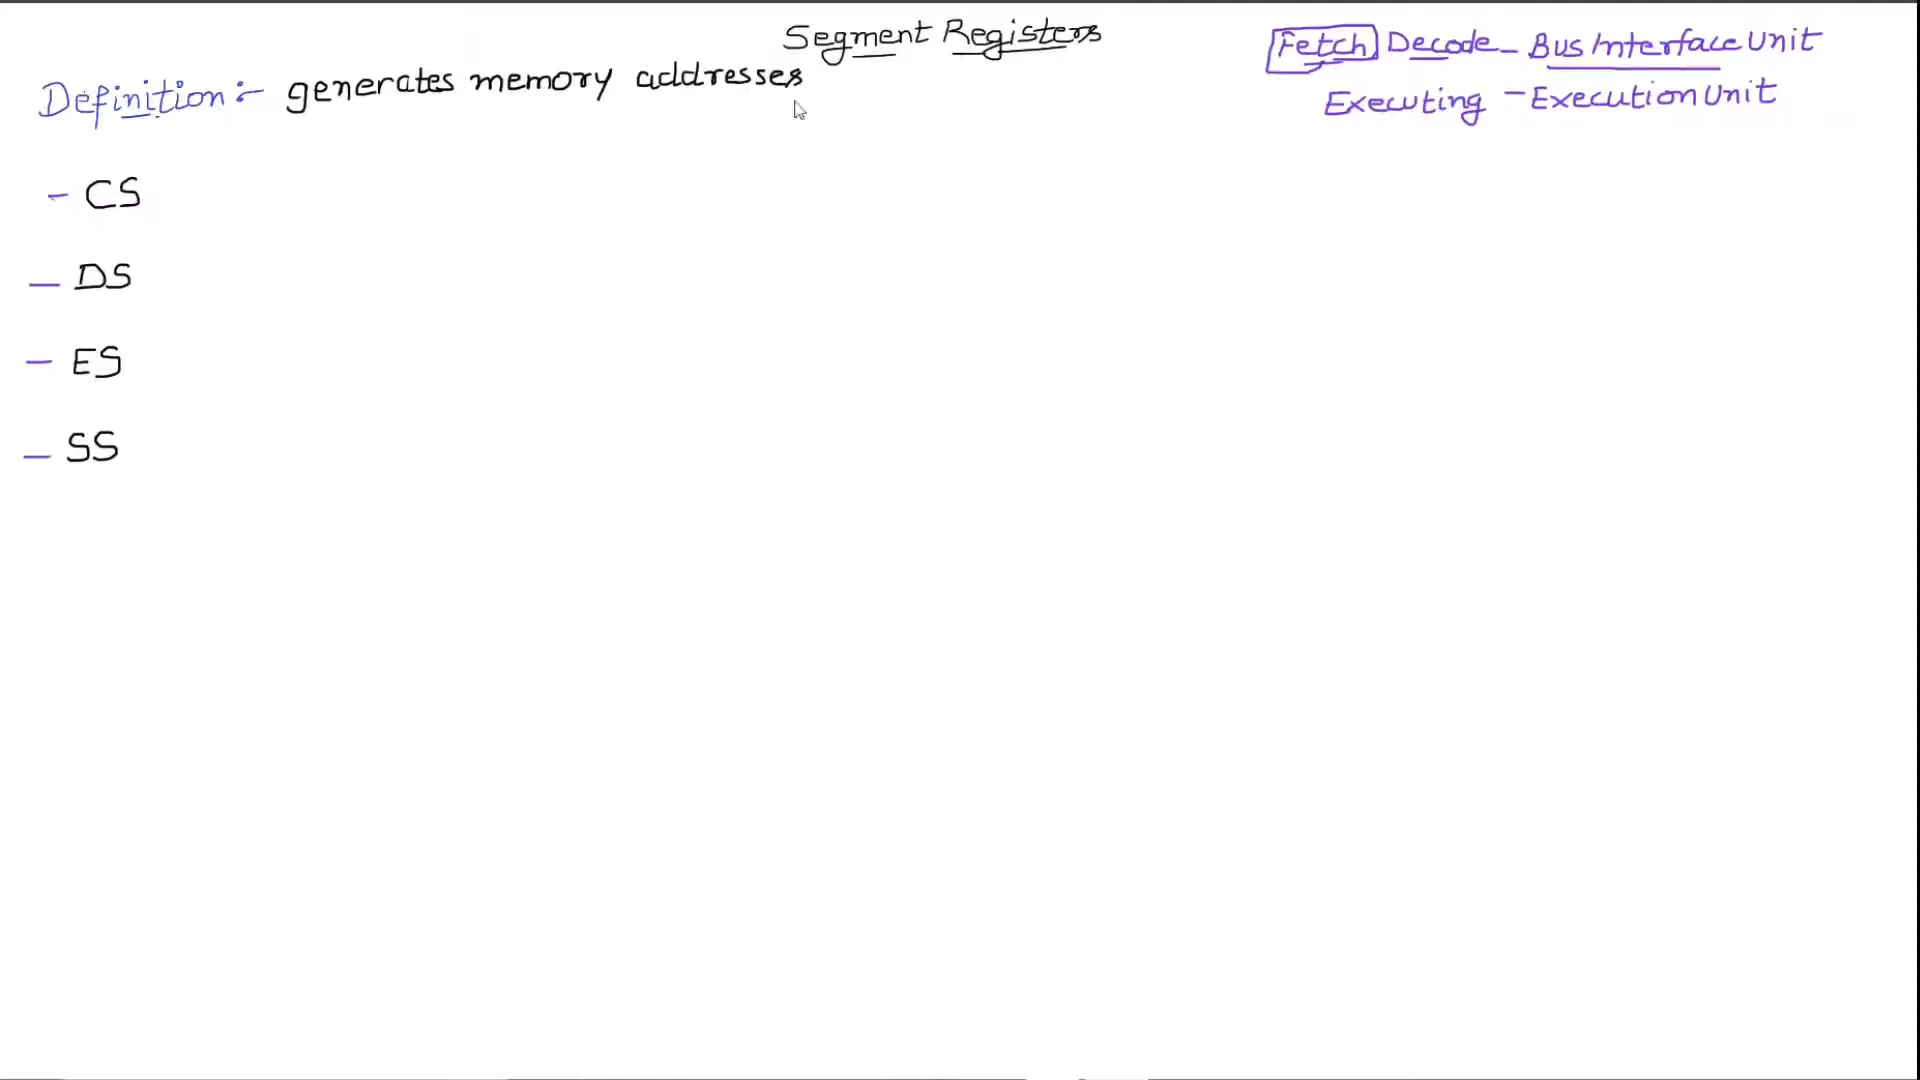 Segment Registers
Fetch Decode - Bus Interface Unit
Executing - Execution Unit
Definition :- generates memory addresses
- CS
- DS
- ES
- SS